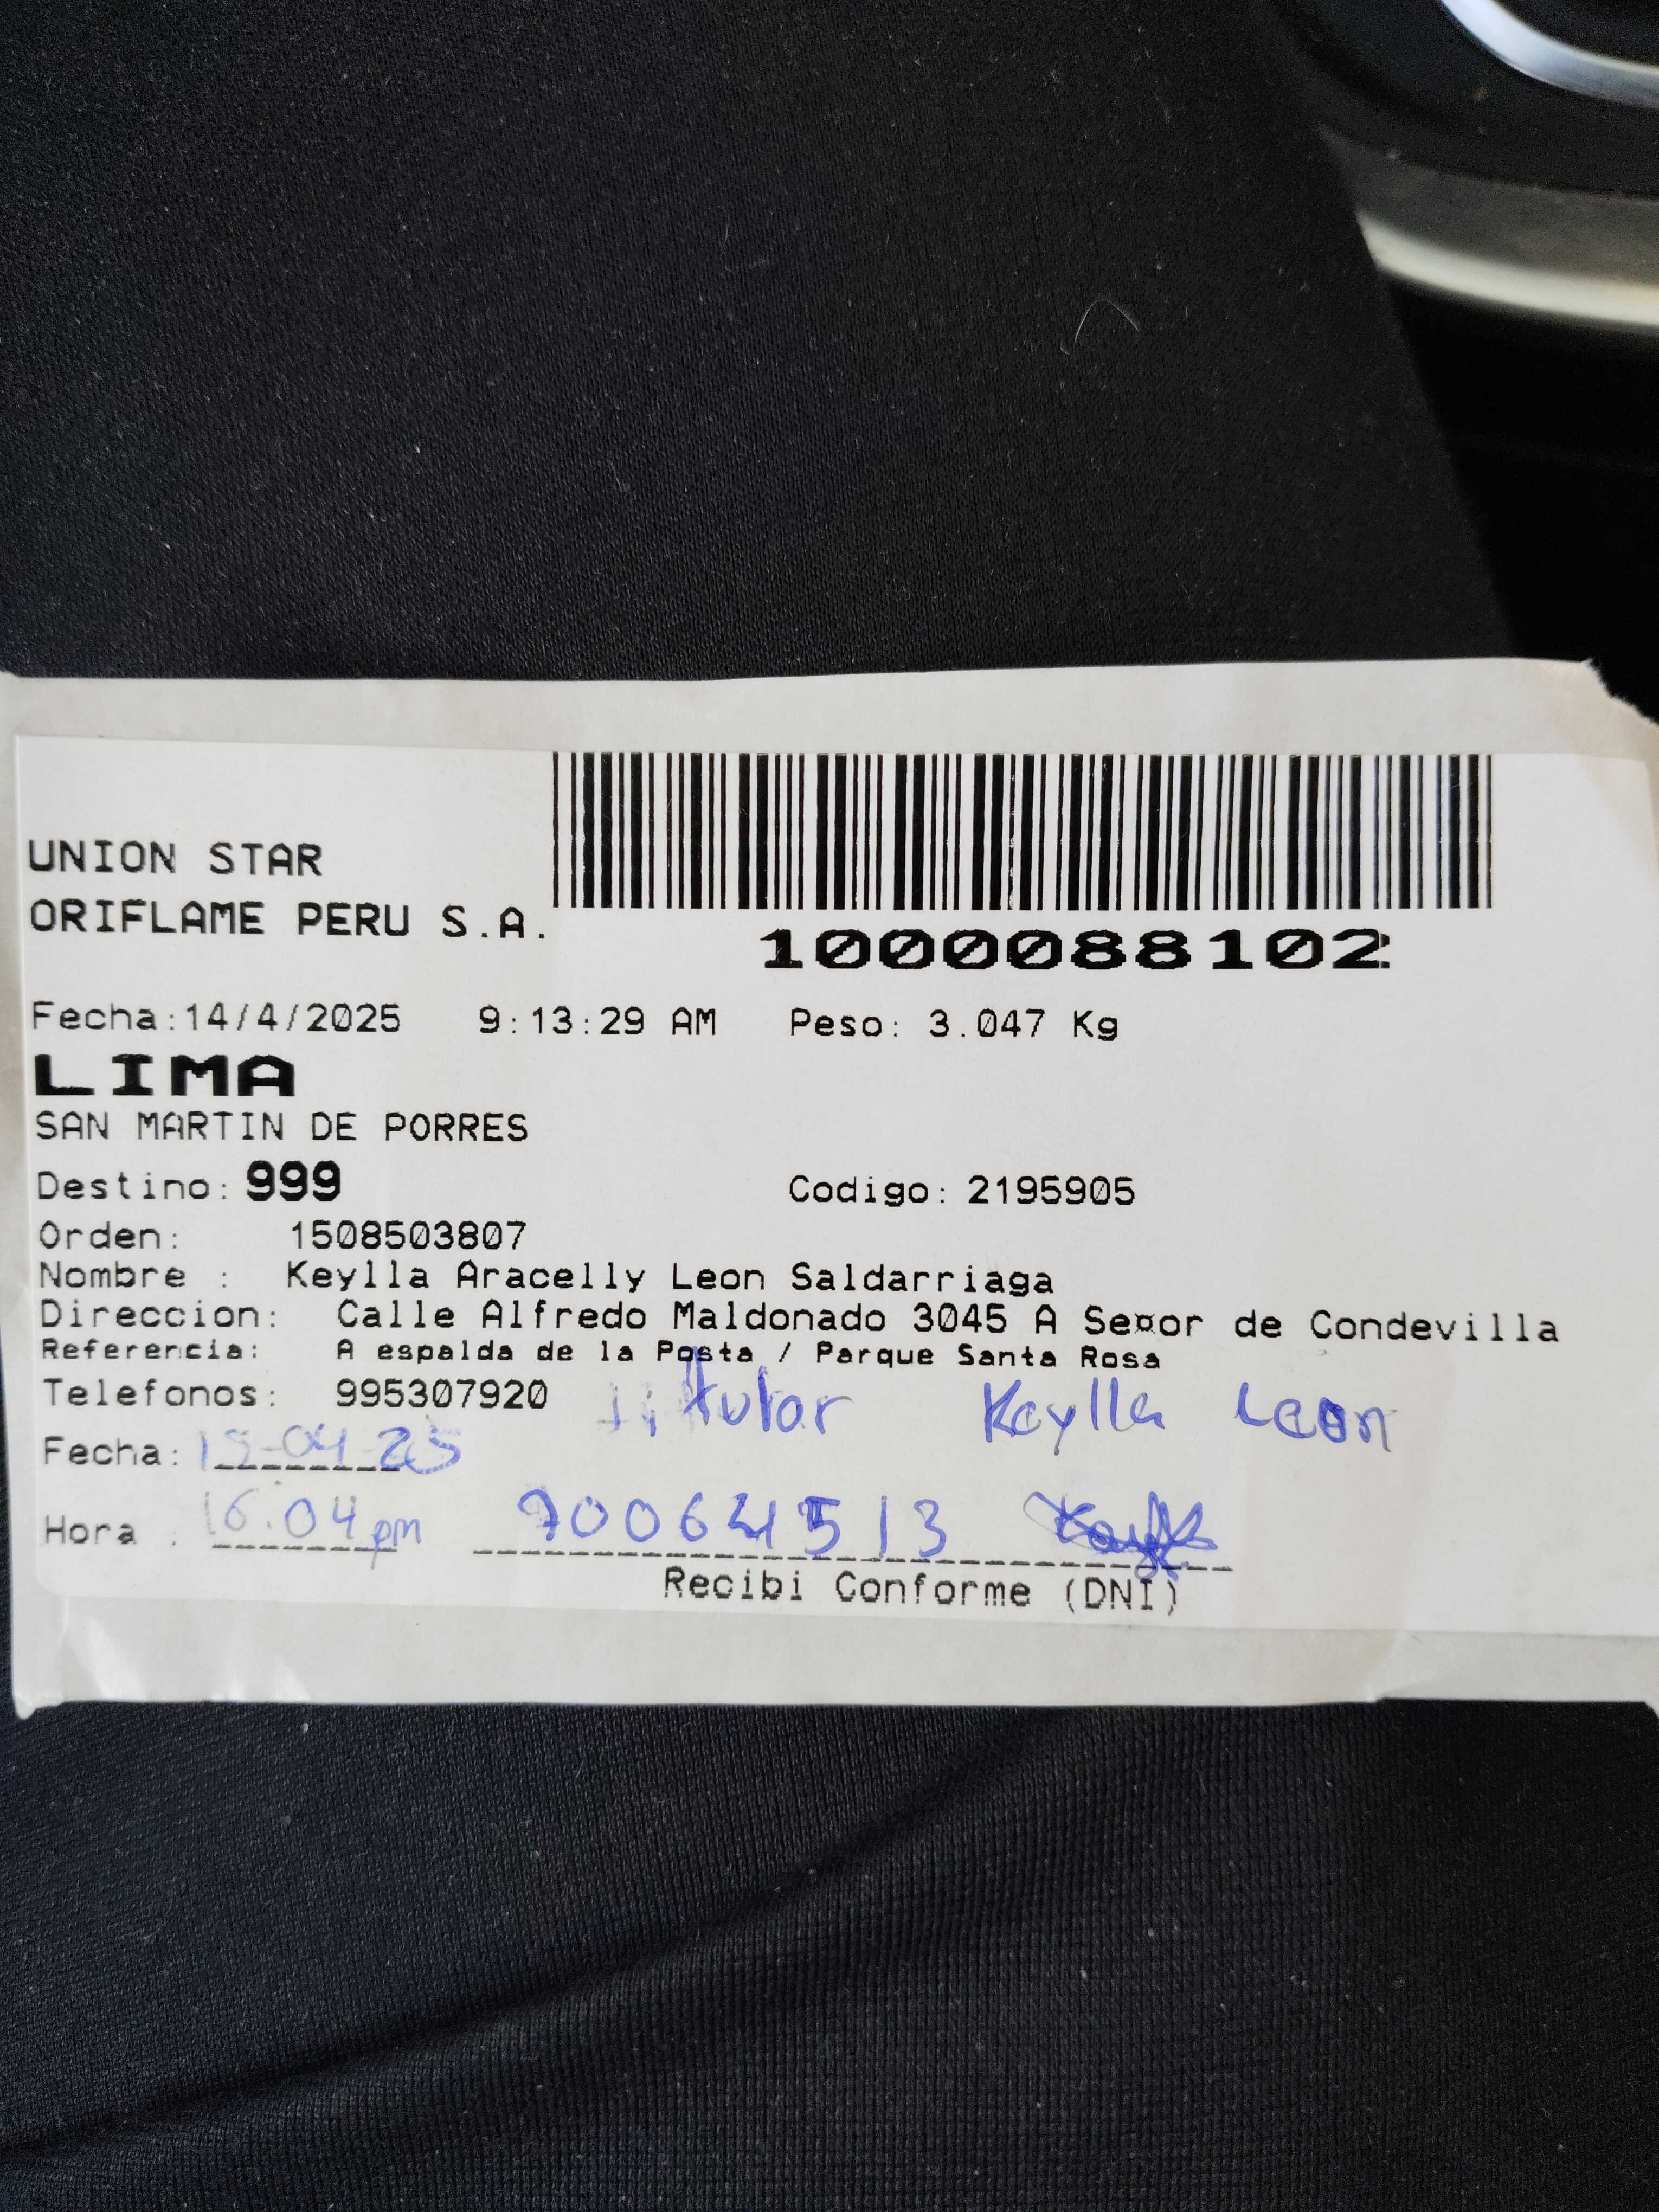 UNION STAR
ORIFLAME PERU S.A.
1000088102
Fecha:14/4/2025 9:13:29 AM Peso: 3.047 Kg
LIMA
SAN MARTIN DE PORRES
Destino: 999 Codigo: 2195905
Orden: 1508503807
Nombre : Keylla Aracelly Leon Saldarriaga
Direccion: Calle Alfredo Maldonado 3045 A Se¤or de Condevilla
Referencia: A espalda de la Posta / Parque Santa Rosa
Telefonos: 995307920 titular Keylla Leon
Fecha: 15-04-25
Hora : 16:04 pm 70064513
Recibi Conforme (DNI)